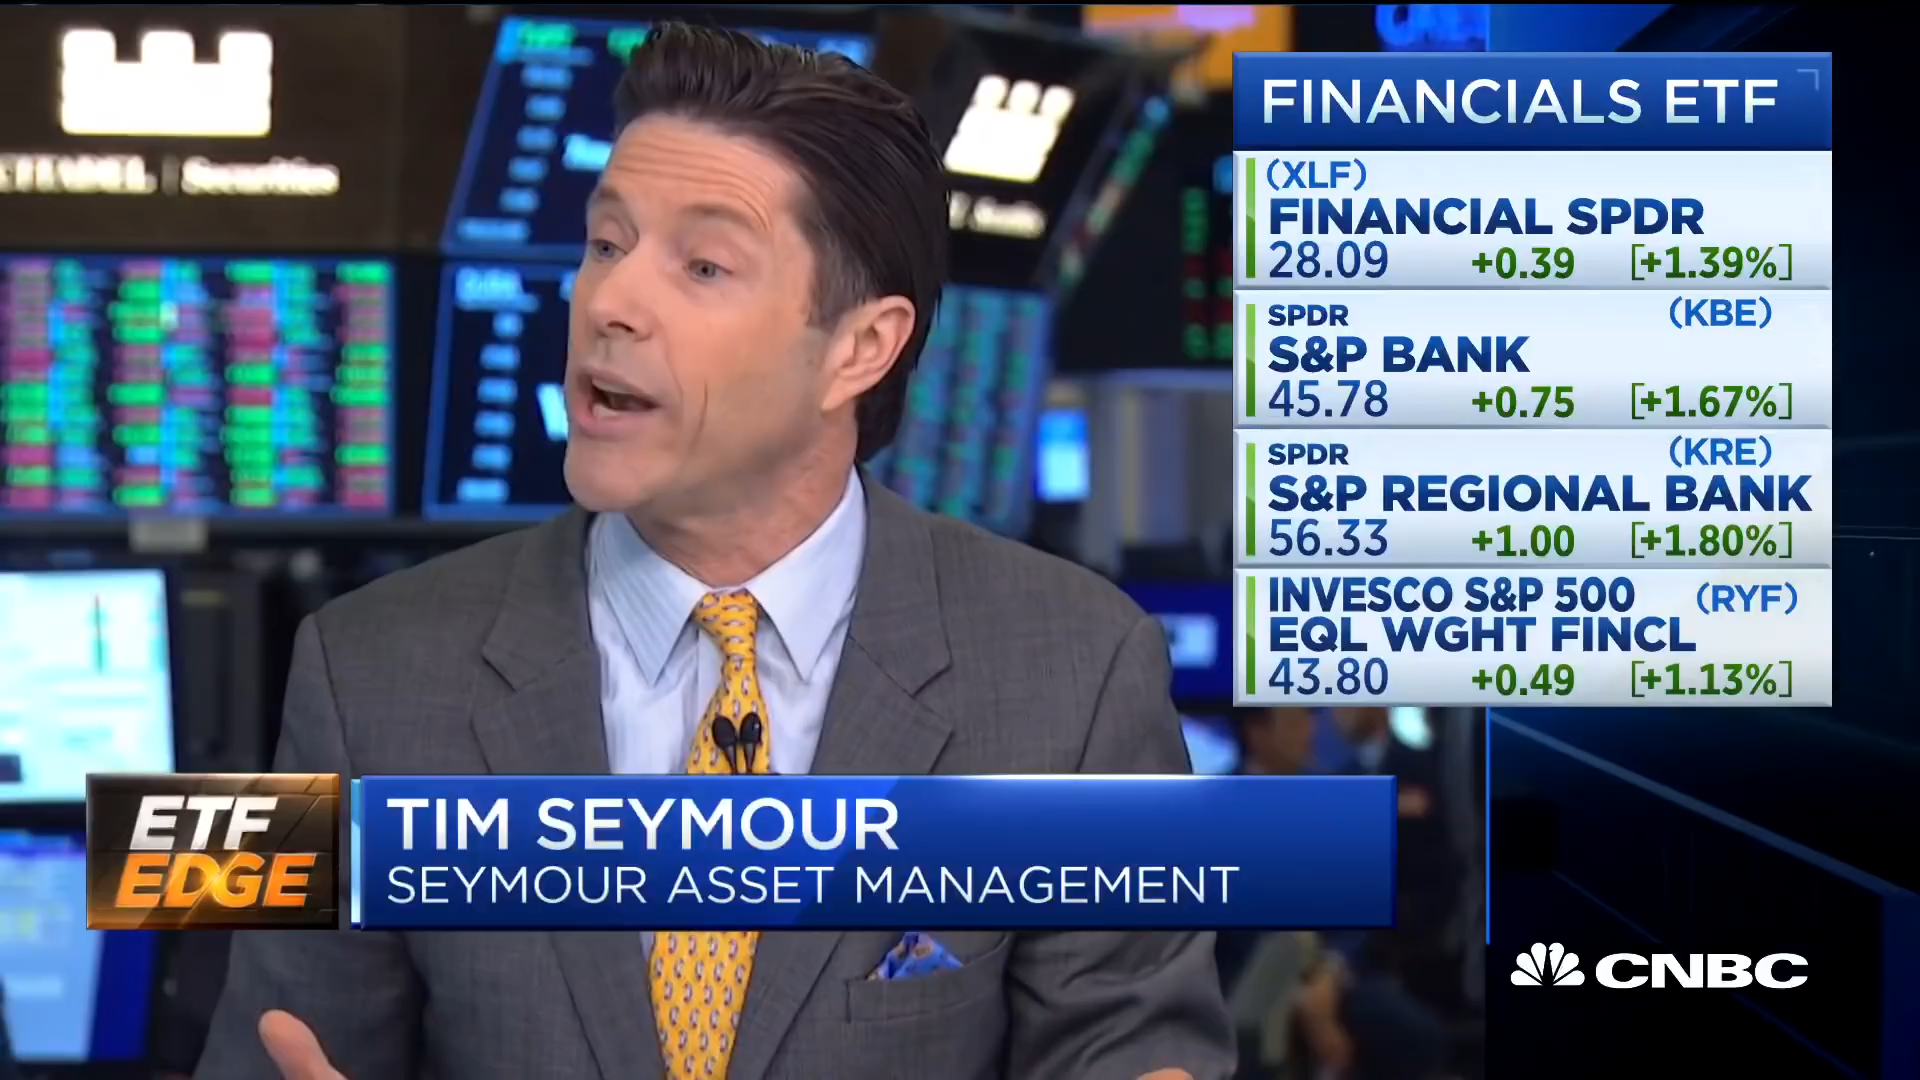 CITADEL | Securities
FINANCIALS ETF
(XLF)
FINANCIAL SPDR
28.09 +0.39 [+1.39%]
SPDR (KBE)
S&P BANK
45.78 +0.75 [+1.67%]
SPDR (KRE)
S&P REGIONAL BANK
56.33 +1.00 [+1.80%]
INVESCO S&P 500 (RYF)
EQL WGHT FINCL
43.80 +0.49 [+1.13%]
ETF
EDGE
TIM SEYMOUR
SEYMOUR ASSET MANAGEMENT
CNBC